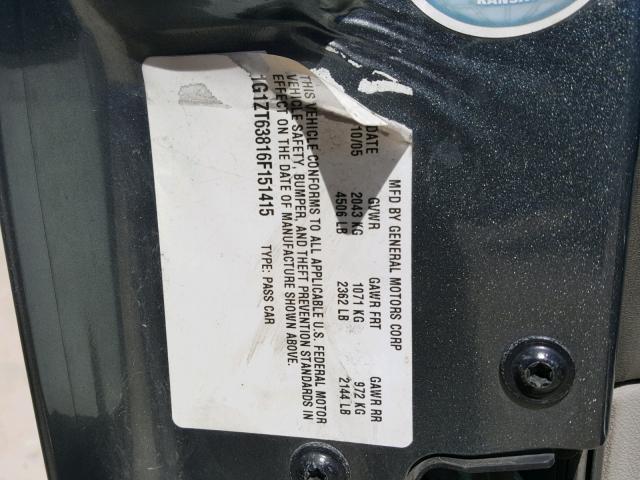 KANSA
MFD BY GENERAL MOTORS CORP
DATE GVWR GAWR FRT GAWR RR
10/05 2043 KG 1071 KG 972 KG
4506 LB 2362 LB 2144 LB
THIS VEHICLE CONFORMS TO ALL APPLICABLE U.S. FEDERAL MOTOR
VEHICLE SAFETY, BUMPER, AND THEFT PREVENTION STANDARDS IN
EFFECT ON THE DATE OF MANUFACTURE SHOWN ABOVE.
1G1ZT63816F151415 TYPE: PASS CAR